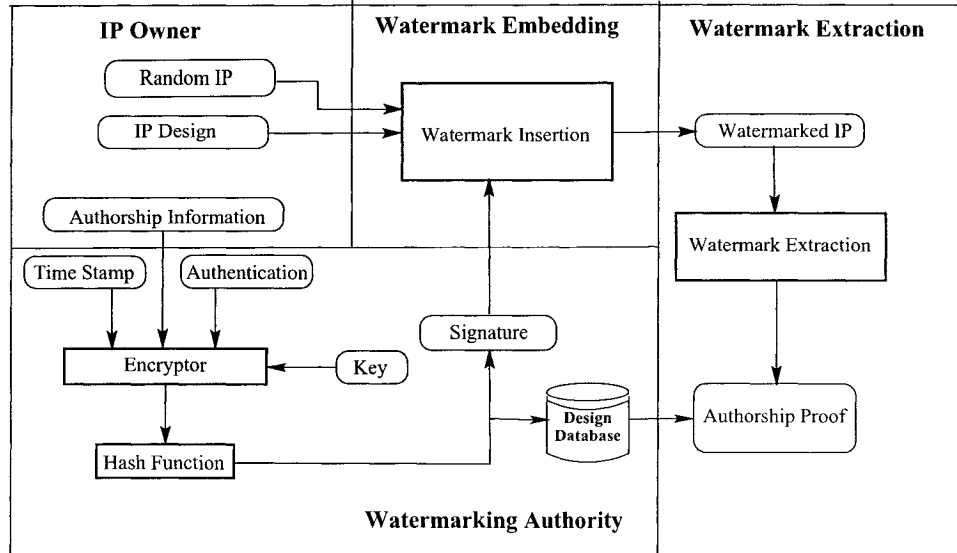 IP Owner
Watermark Embedding
Watermark Extraction
Random IP
IP Design
Watermark Insertion
Watermarked IP
Authorship Information
Watermark Extraction
Time Stamp
Authentication
Signature
Encryptor
Key
Design
Database
Authorship Proof
Hash Function
Watermarking Authority